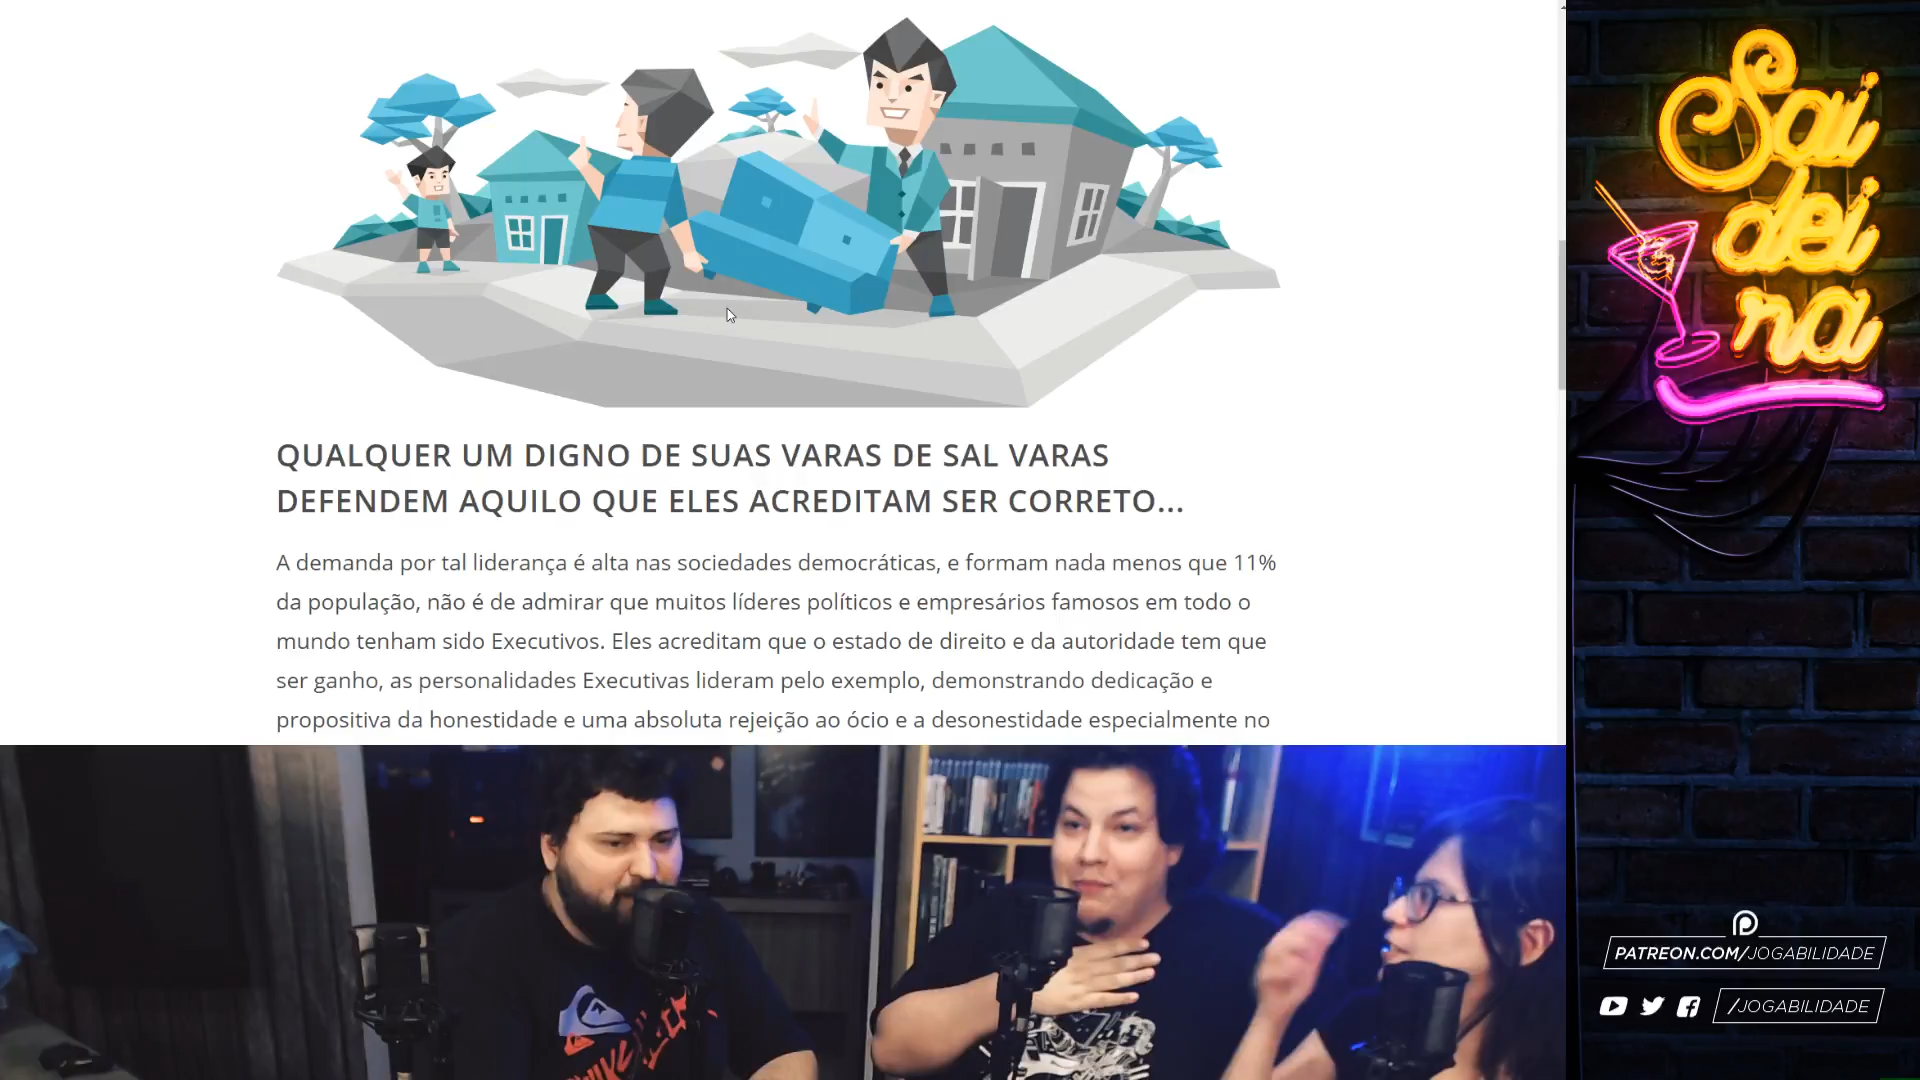 QUALQUER UM DIGNO DE SUAS VARAS DE SAL VARAS
DEFENDEM AQUILO QUE ELES ACREDITAM SER CORRETO...
A demanda por tal liderança é alta nas sociedades democráticas, e formam nada menos que 11%
da população, não é de admirar que muitos líderes políticos e empresários famosos em todo o
mundo tenham sido Executivos. Eles acreditam que o estado de direito e da autoridade tem que
ser ganho, as personalidades Executivas lideram pelo exemplo, demonstrando dedicação e
propositiva da honestidade e uma absoluta rejeição ao ócio e a desonestidade especialmente no
Sai
dei
ra
PATREON.COM/JOGABILIDADE
/JOGABILIDADE